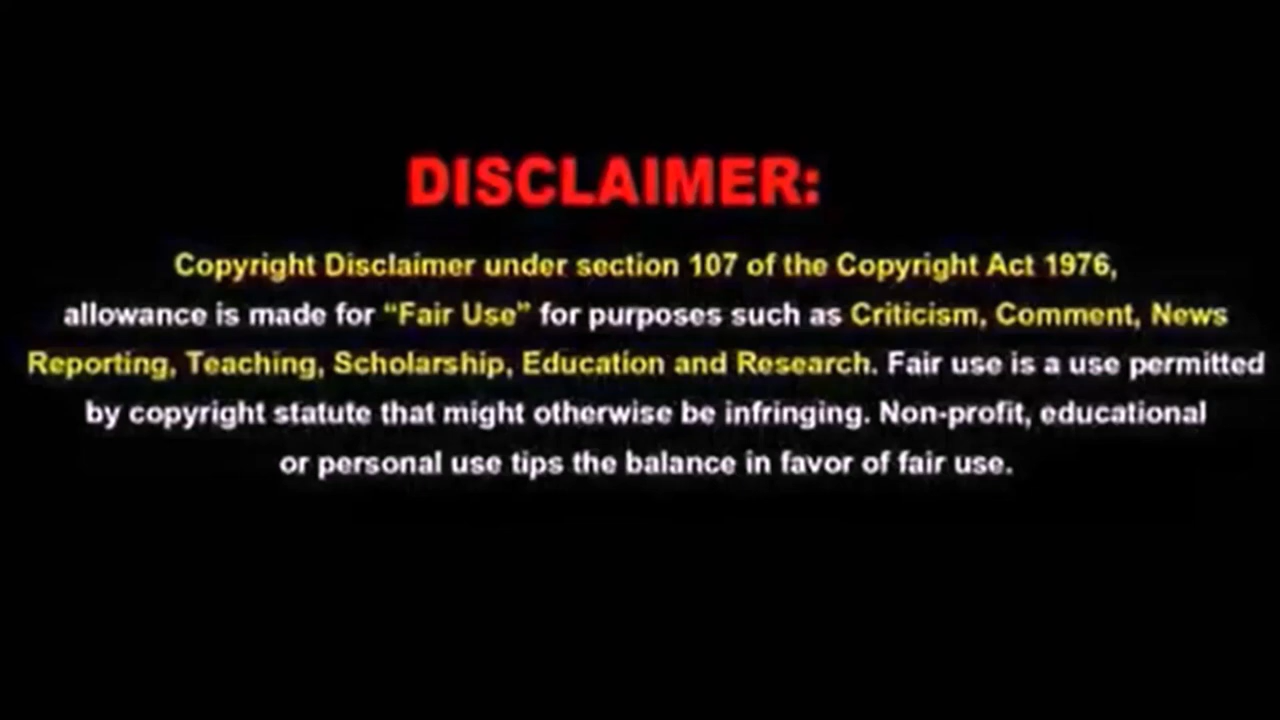 DISCLAIMER:
Copyright Disclaimer under section 107 of the Copyright Act 1976,
allowance is made for “Fair Use” for purposes such as Criticism, Comment, News
Reporting, Teaching, Scholarship, Education and Research. Fair use is a use permitted
by copyright statute that might otherwise be infringing. Non-profit, educational
or personal use tips the balance in favor of fair use.